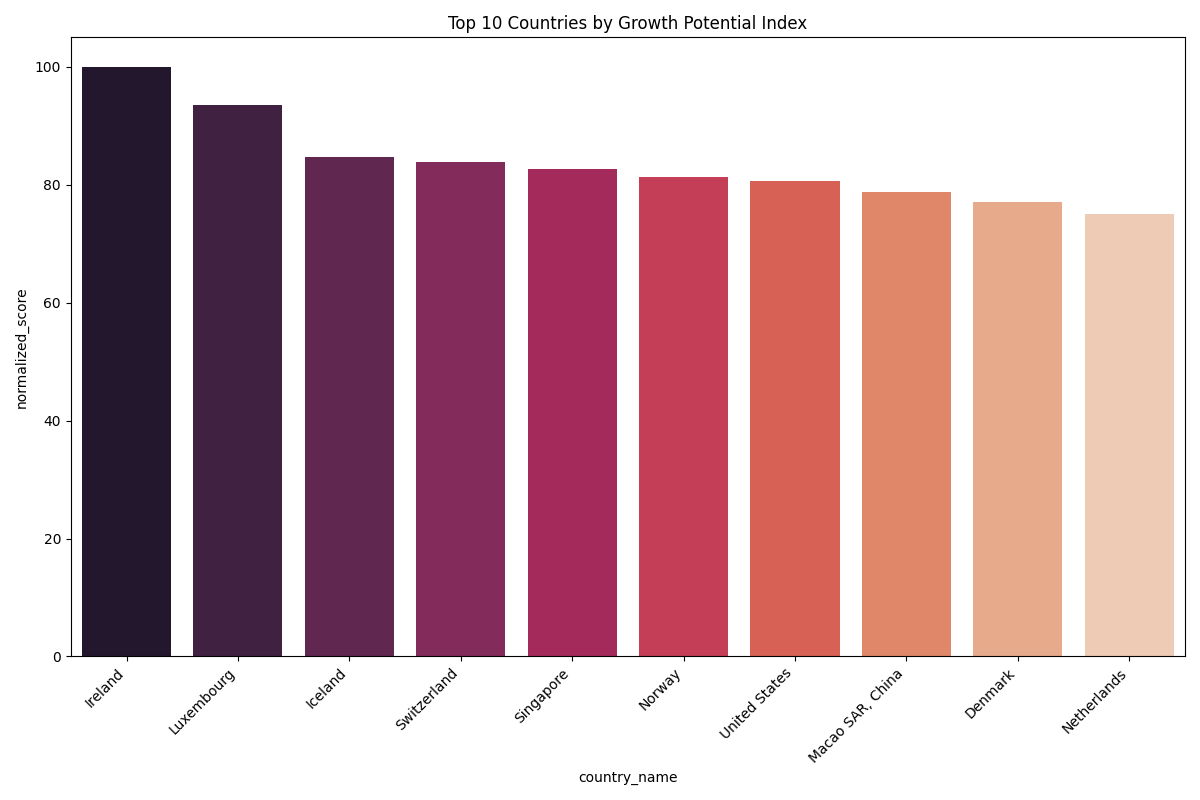 Top 10 Countries by Growth Potential Index
normalized_score
100
80
60
40
20
0
Ireland
Luxembourg
Iceland
Switzerland
Singapore
Norway
United States
Macao SAR, China
Denmark
Netherlands
country_name